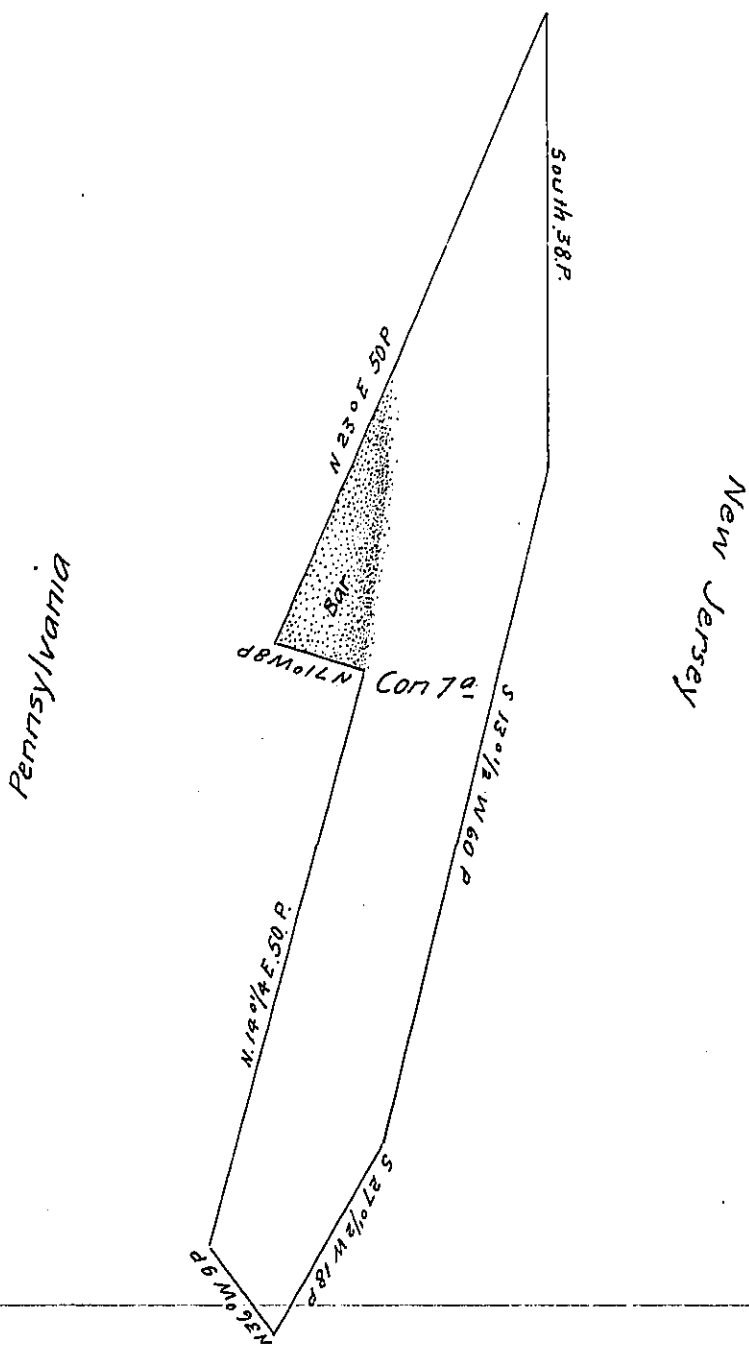 South. 38 P.
N 23° E 50 P
New Jersey
Pennsylvania
Bar
N 71° W 8 P
Con 7a
S 13° 1/2 W 60 P
N. 14° 1/4 E. 50. P.
S 27° 1/2 W 18 P
N 36° W 9 P